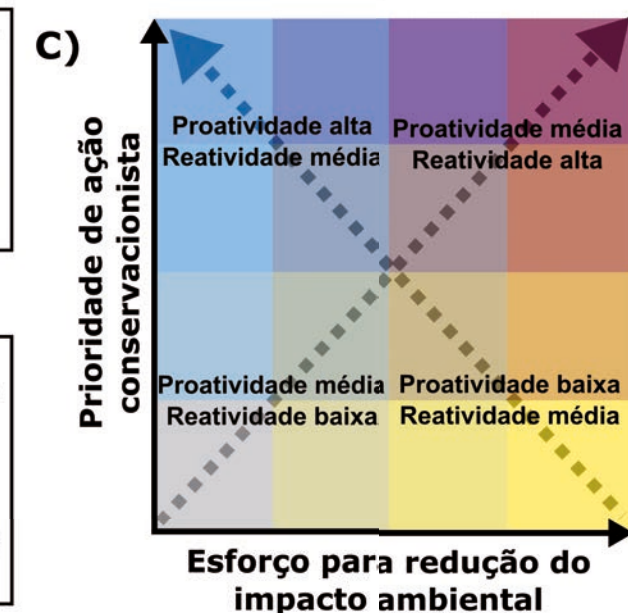 C)
Prioridade de ação
conservacionista
Proatividade alta
Reatividade média
Proatividade média
Reatividade alta
Proatividade média
Reatividade baixa
Proatividade baixa
Reatividade média
Esforço para redução do
impacto ambiental